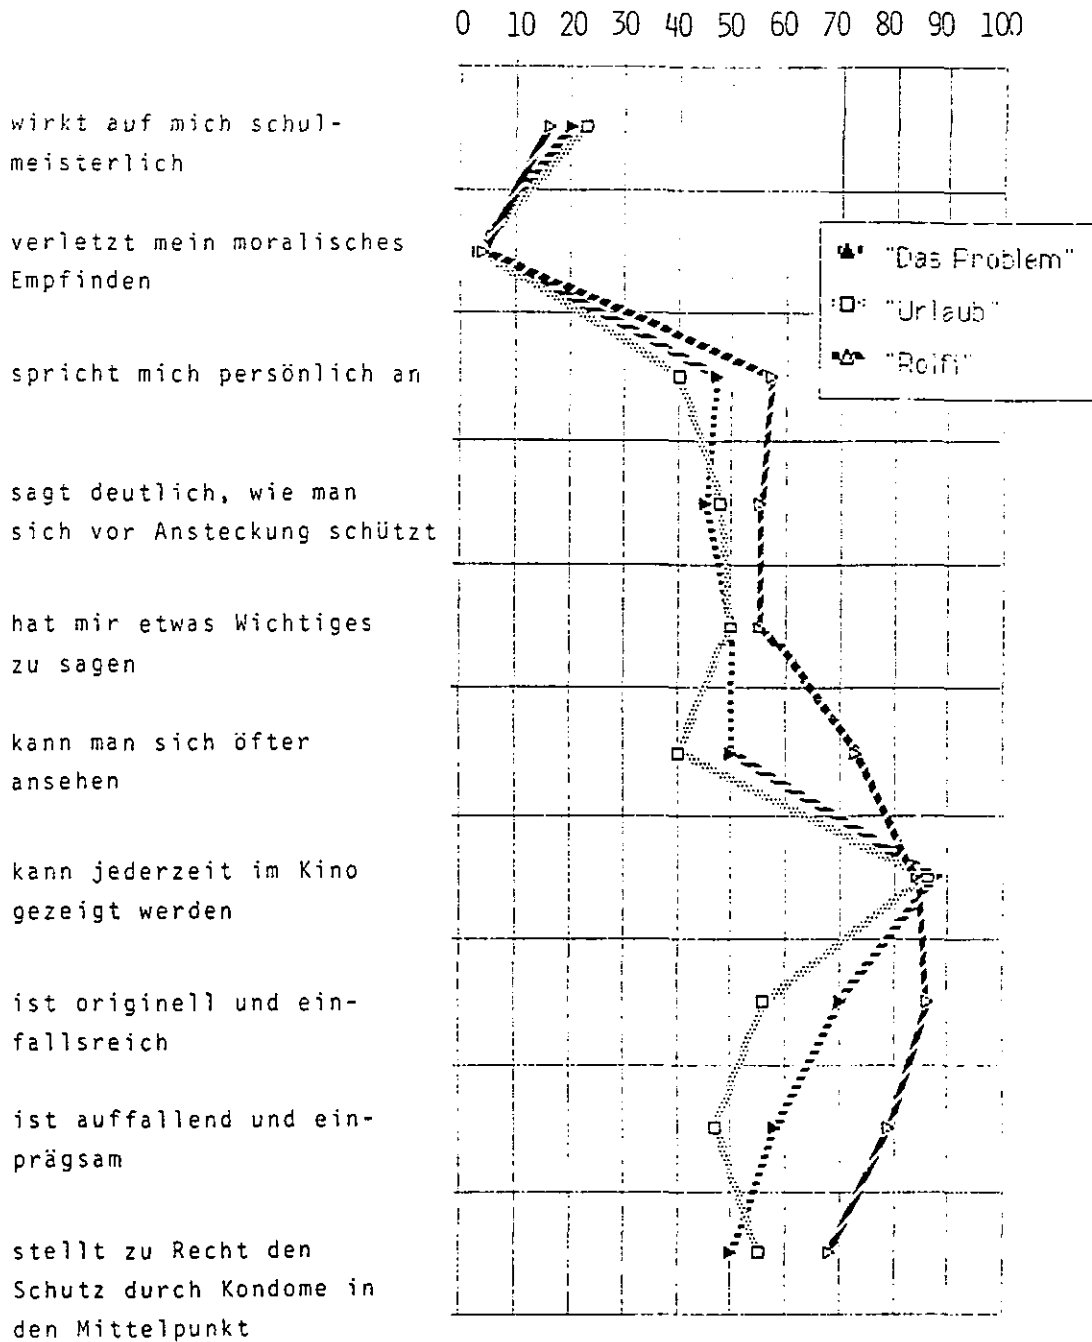 0 10 20 30 40 50 60 70 80 90 100
wirkt auf mich schul-
meisterlich
verletzt mein moralisches
Empfinden
"Das Problem"
"Urlaub"
"Rolfi"
spricht mich persönlich an
sagt deutlich, wie man
sich vor Ansteckung schützt
hat mir etwas Wichtiges
zu sagen
kann man sich öfter
ansehen
kann jederzeit im Kino
gezeigt werden
ist originell und ein-
fallsreich
ist auffallend und ein-
prägsam
stellt zu Recht den
Schutz durch Kondome in
den Mittelpunkt